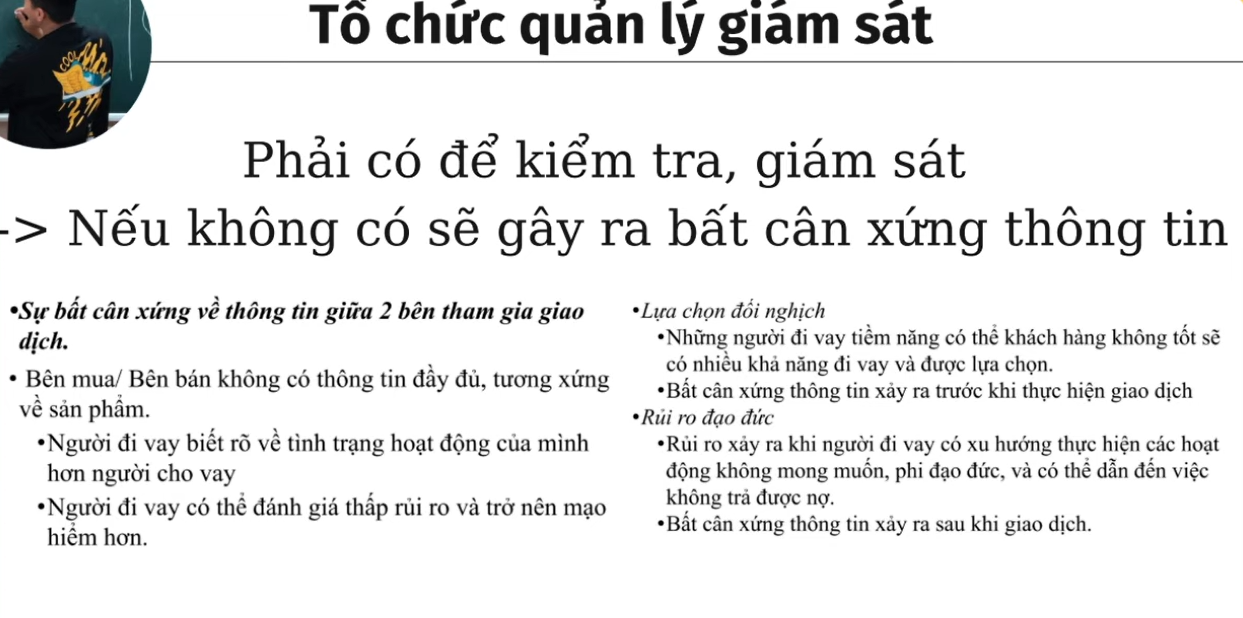 Tổ chức quản lý giám sát
COOL
Phải có để kiểm tra, giám sát
-> Nếu không có sẽ gây ra bất cân xứng thông tin
•Sự bất cân xứng về thông tin giữa 2 bên tham gia giao
dịch.
• Bên mua/ Bên bán không có thông tin đầy đủ, tương xứng
về sản phẩm.
•Người đi vay biết rõ về tình trạng hoạt động của mình
hơn người cho vay
•Người đi vay có thể đánh giá thấp rủi ro và trở nên mạo
hiểm hơn.
•Lựa chọn đối nghịch
•Những người đi vay tiềm năng có thể khách hàng không tốt sẽ
có nhiều khả năng đi vay và được lựa chọn.
•Bất cân xứng thông tin xảy ra trước khi thực hiện giao dịch
•Rủi ro đạo đức
•Rủi ro xảy ra khi người đi vay có xu hướng thực hiện các hoạt
động không mong muốn, phi đạo đức, và có thể dẫn đến việc
không trả được nợ.
•Bất cân xứng thông tin xảy ra sau khi giao dịch.